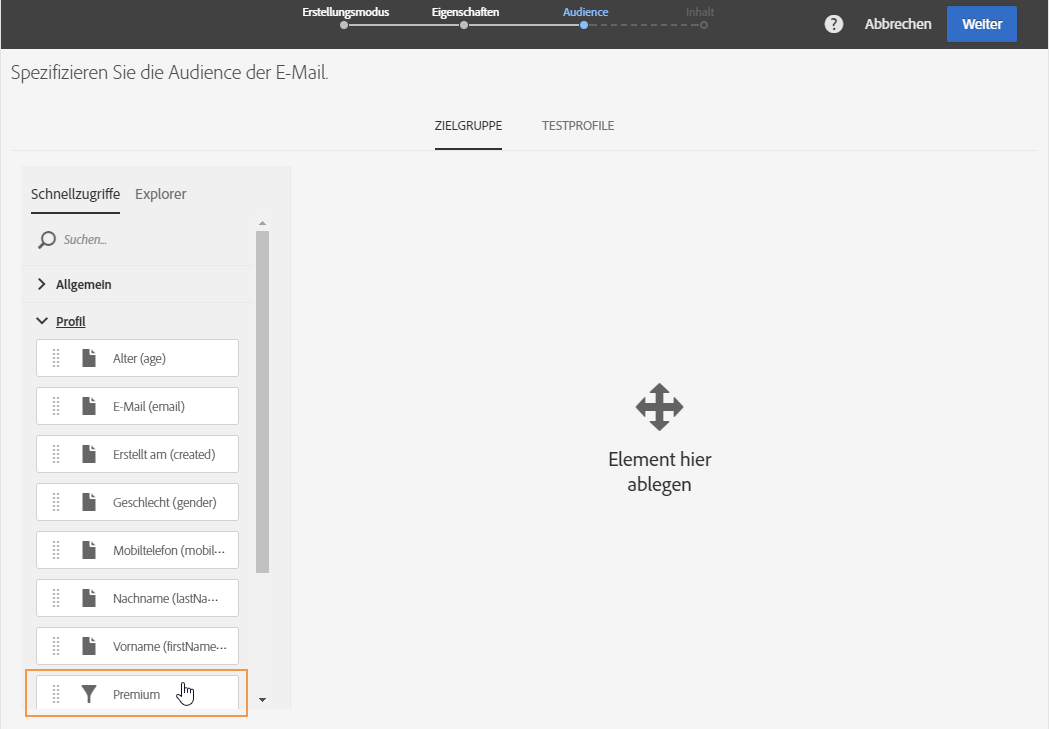 Erstellungsmodus
Eigenschaften
Audience
Inhalt
?
Abbrechen
Weiter
Spezifizieren Sie die Audience der E-Mail.
ZIELGRUPPE
TESTPROFILE
Schnellzugriffe
Explorer
Suchen...
Allgemein
Profil
Alter (age)
E-Mail (email)
Erstellt am (created)
Geschlecht (gender)
Mobiltelefon (mobil...
Nachname (lastNa...
Vorname (firstName...
Premium
Element hier
ablegen